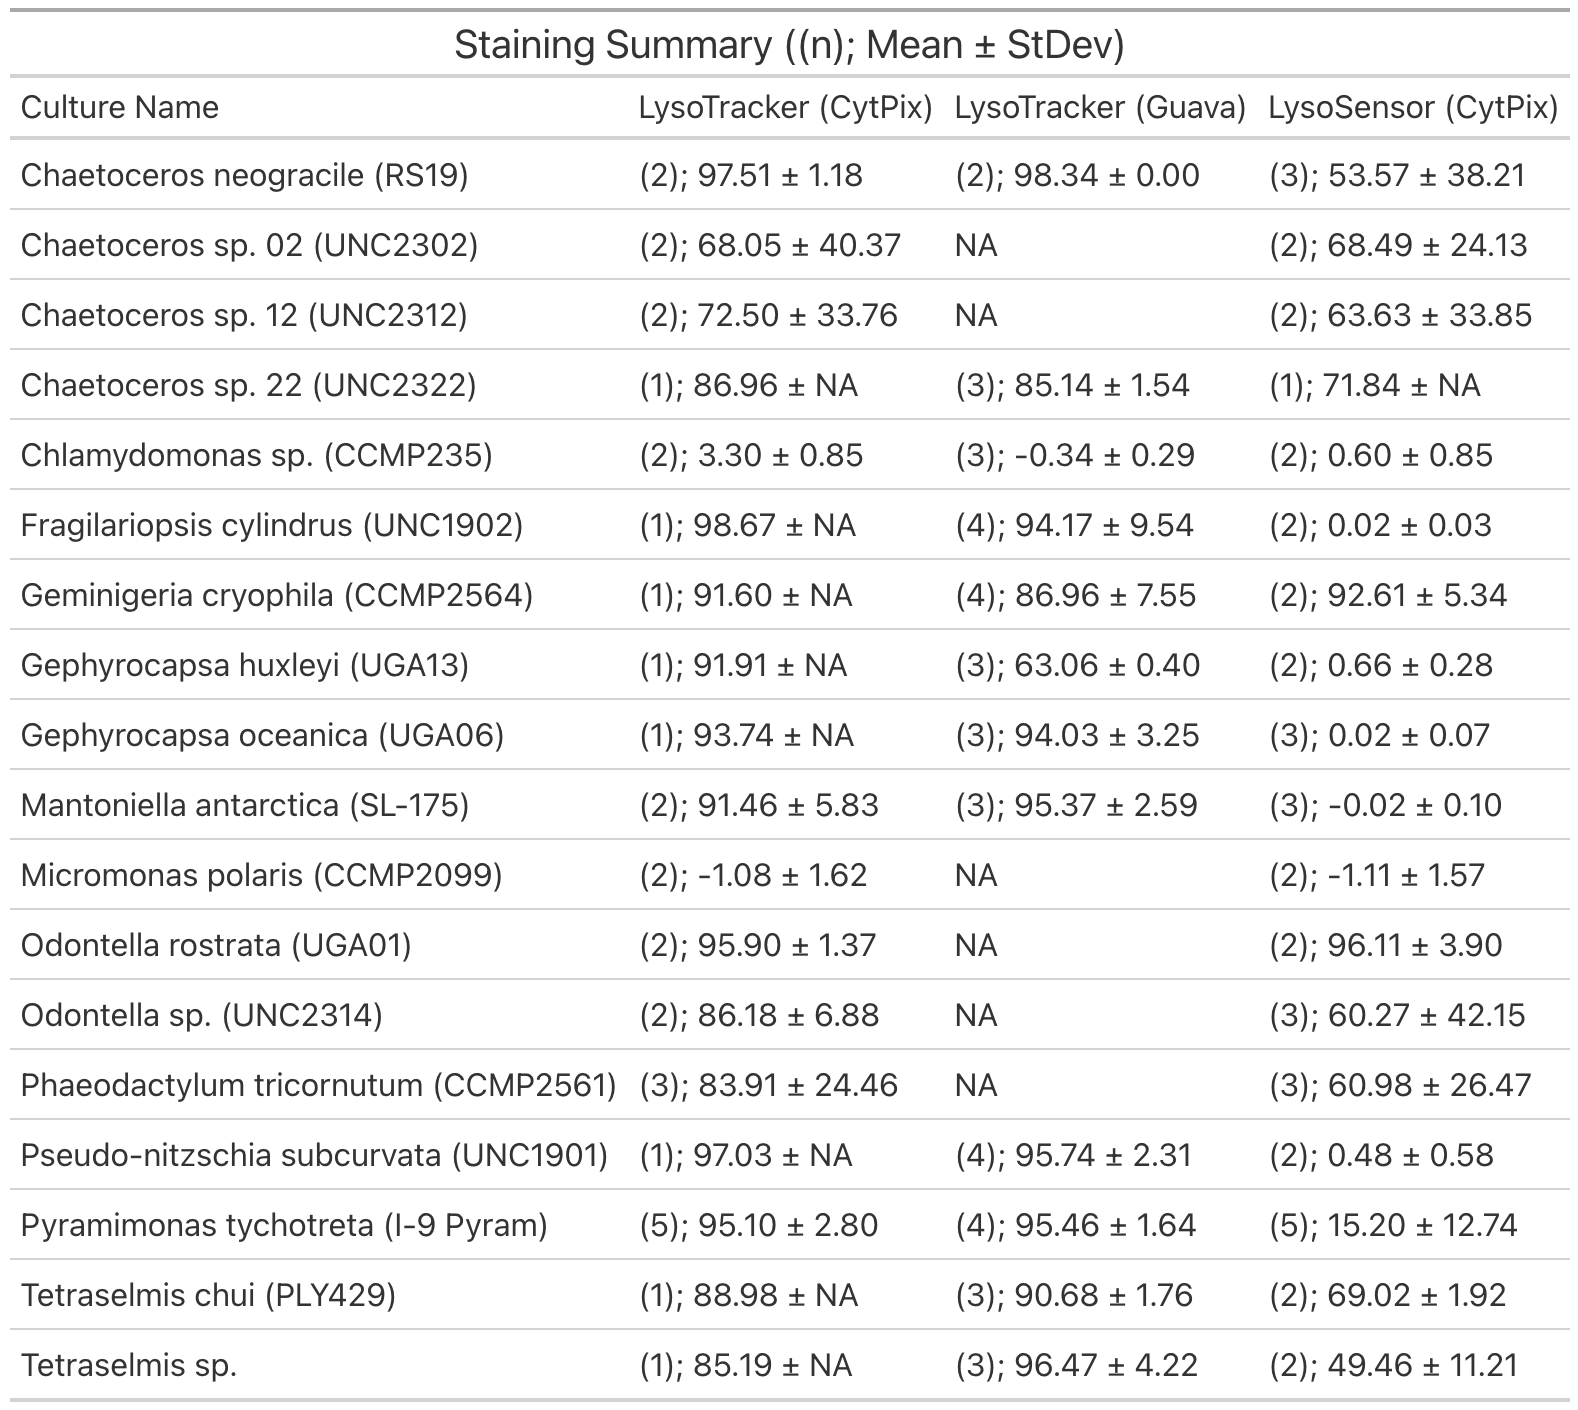 Staining Summary ((n); Mean ± StDev)
Culture Name LysoTracker (CytPix) LysoTracker (Guava) LysoSensor (CytPix)
Chaetoceros neogracile (RS19) (2); 97.51 ± 1.18 (2); 98.34 ± 0.00 (3); 53.57 ± 38.21
Chaetoceros sp. 02 (UNC2302) (2); 68.05 ± 40.37 NA (2); 68.49 ± 24.13
Chaetoceros sp. 12 (UNC2312) (2); 72.50 ± 33.76 NA (2); 63.63 ± 33.85
Chaetoceros sp. 22 (UNC2322) (1); 86.96 ± NA (3); 85.14 ± 1.54 (1); 71.84 ± NA
Chlamydomonas sp. (CCMP235) (2); 3.30 ± 0.85 (3); -0.34 ± 0.29 (2); 0.60 ± 0.85
Fragilariopsis cylindrus (UNC1902) (1); 98.67 ± NA (4); 94.17 ± 9.54 (2); 0.02 ± 0.03
Geminigeria cryophila (CCMP2564) (1); 91.60 ± NA (4); 86.96 ± 7.55 (2); 92.61 ± 5.34
Gephyrocapsa huxleyi (UGA13) (1); 91.91 ± NA (3); 63.06 ± 0.40 (2); 0.66 ± 0.28
Gephyrocapsa oceanica (UGA06) (1); 93.74 ± NA (3); 94.03 ± 3.25 (3); 0.02 ± 0.07
Mantoniella antarctica (SL-175) (2); 91.46 ± 5.83 (3); 95.37 ± 2.59 (3); -0.02 ± 0.10
Micromonas polaris (CCMP2099) (2); -1.08 ± 1.62 NA (2); -1.11 ± 1.57
Odontella rostrata (UGA01) (2); 95.90 ± 1.37 NA (2); 96.11 ± 3.90
Odontella sp. (UNC2314) (2); 86.18 ± 6.88 NA (3); 60.27 ± 42.15
Phaeodactylum tricornutum (CCMP2561) (3); 83.91 ± 24.46 NA (3); 60.98 ± 26.47
Pseudo-nitzschia subcurvata (UNC1901) (1); 97.03 ± NA (4); 95.74 ± 2.31 (2); 0.48 ± 0.58
Pyramimonas tychotreta (I-9 Pyram) (5); 95.10 ± 2.80 (4); 95.46 ± 1.64 (5); 15.20 ± 12.74
Tetraselmis chui (PLY429) (1); 88.98 ± NA (3); 90.68 ± 1.76 (2); 69.02 ± 1.92
Tetraselmis sp. (1); 85.19 ± NA (3); 96.47 ± 4.22 (2); 49.46 ± 11.21